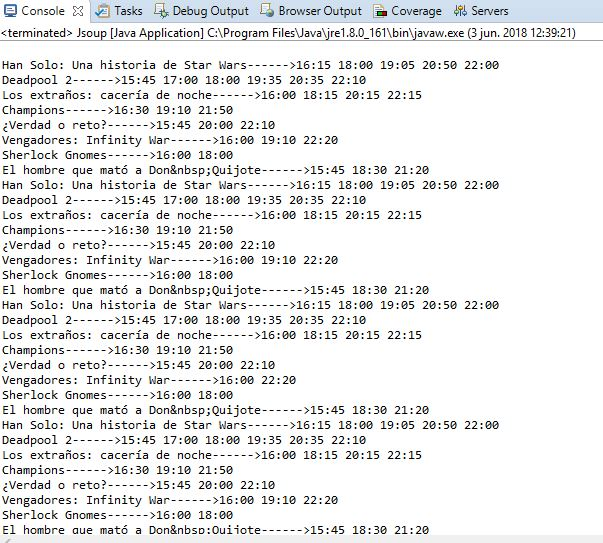 Console Tasks Debug Output Browser Output Coverage Servers
<terminated> Jsoup [Java Application] C:\Program Files\Java\jre1.8.0_161\bin\javaw.exe (3 jun. 2018 12:39:21)
Han Solo: Una historia de Star Wars------>16:15 18:00 19:05 20:50 22:00
Deadpool 2------>15:45 17:00 18:00 19:35 20:35 22:10
Los extraños: cacería de noche------>16:00 18:15 20:15 22:15
Champions------>16:30 19:10 21:50
¿Verdad o reto?------>15:45 20:00 22:10
Vengadores: Infinity War------>16:00 19:10 22:20
Sherlock Gnomes------>16:00 18:00
El hombre que mató a Don&nbsp;Quijote------>15:45 18:30 21:20
Han Solo: Una historia de Star Wars------>16:15 18:00 19:05 20:50 22:00
Deadpool 2------>15:45 17:00 18:00 19:35 20:35 22:10
Los extraños: cacería de noche------>16:00 18:15 20:15 22:15
Champions------>16:30 19:10 21:50
¿Verdad o reto?------>15:45 20:00 22:10
Vengadores: Infinity War------>16:00 19:10 22:20
Sherlock Gnomes------>16:00 18:00
El hombre que mató a Don&nbsp;Quijote------>15:45 18:30 21:20
Han Solo: Una historia de Star Wars------>16:15 18:00 19:05 20:50 22:00
Deadpool 2------>15:45 17:00 18:00 19:35 20:35 22:10
Los extraños: cacería de noche------>16:00 18:15 20:15 22:15
Champions------>16:30 19:10 21:50
¿Verdad o reto?------>15:45 20:00 22:10
Vengadores: Infinity War------>16:00 22:20
Sherlock Gnomes------>16:00 18:00
El hombre que mató a Don&nbsp;Quijote------>15:45 18:30 21:20
Han Solo: Una historia de Star Wars------>16:15 18:00 19:05 20:50 22:00
Deadpool 2------>15:45 17:00 18:00 19:35 20:35 22:10
Los extraños: cacería de noche------>16:00 18:15 20:15 22:15
Champions------>16:30 19:10 21:50
¿Verdad o reto?------>15:45 20:00 22:10
Vengadores: Infinity War------>16:00 19:10 22:20
Sherlock Gnomes------>16:00 18:00
El hombre que mató a Don&nbsp;Quijote------>15:45 18:30 21:20